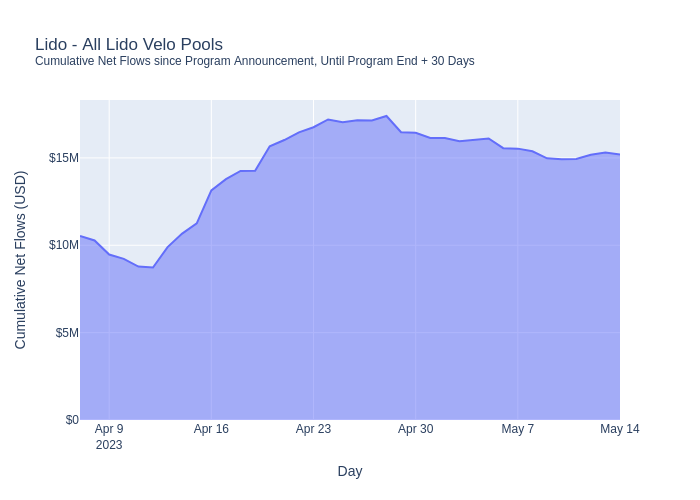 Lido - All Lido Velo Pools
Cumulative Net Flows since Program Announcement, Until Program End + 30 Days
Cumulative Net Flows (USD)
$15M
$10M
$5M
$0
Apr 9
2023
Apr 16
Apr 23
Apr 30
May 7
May 14
Day